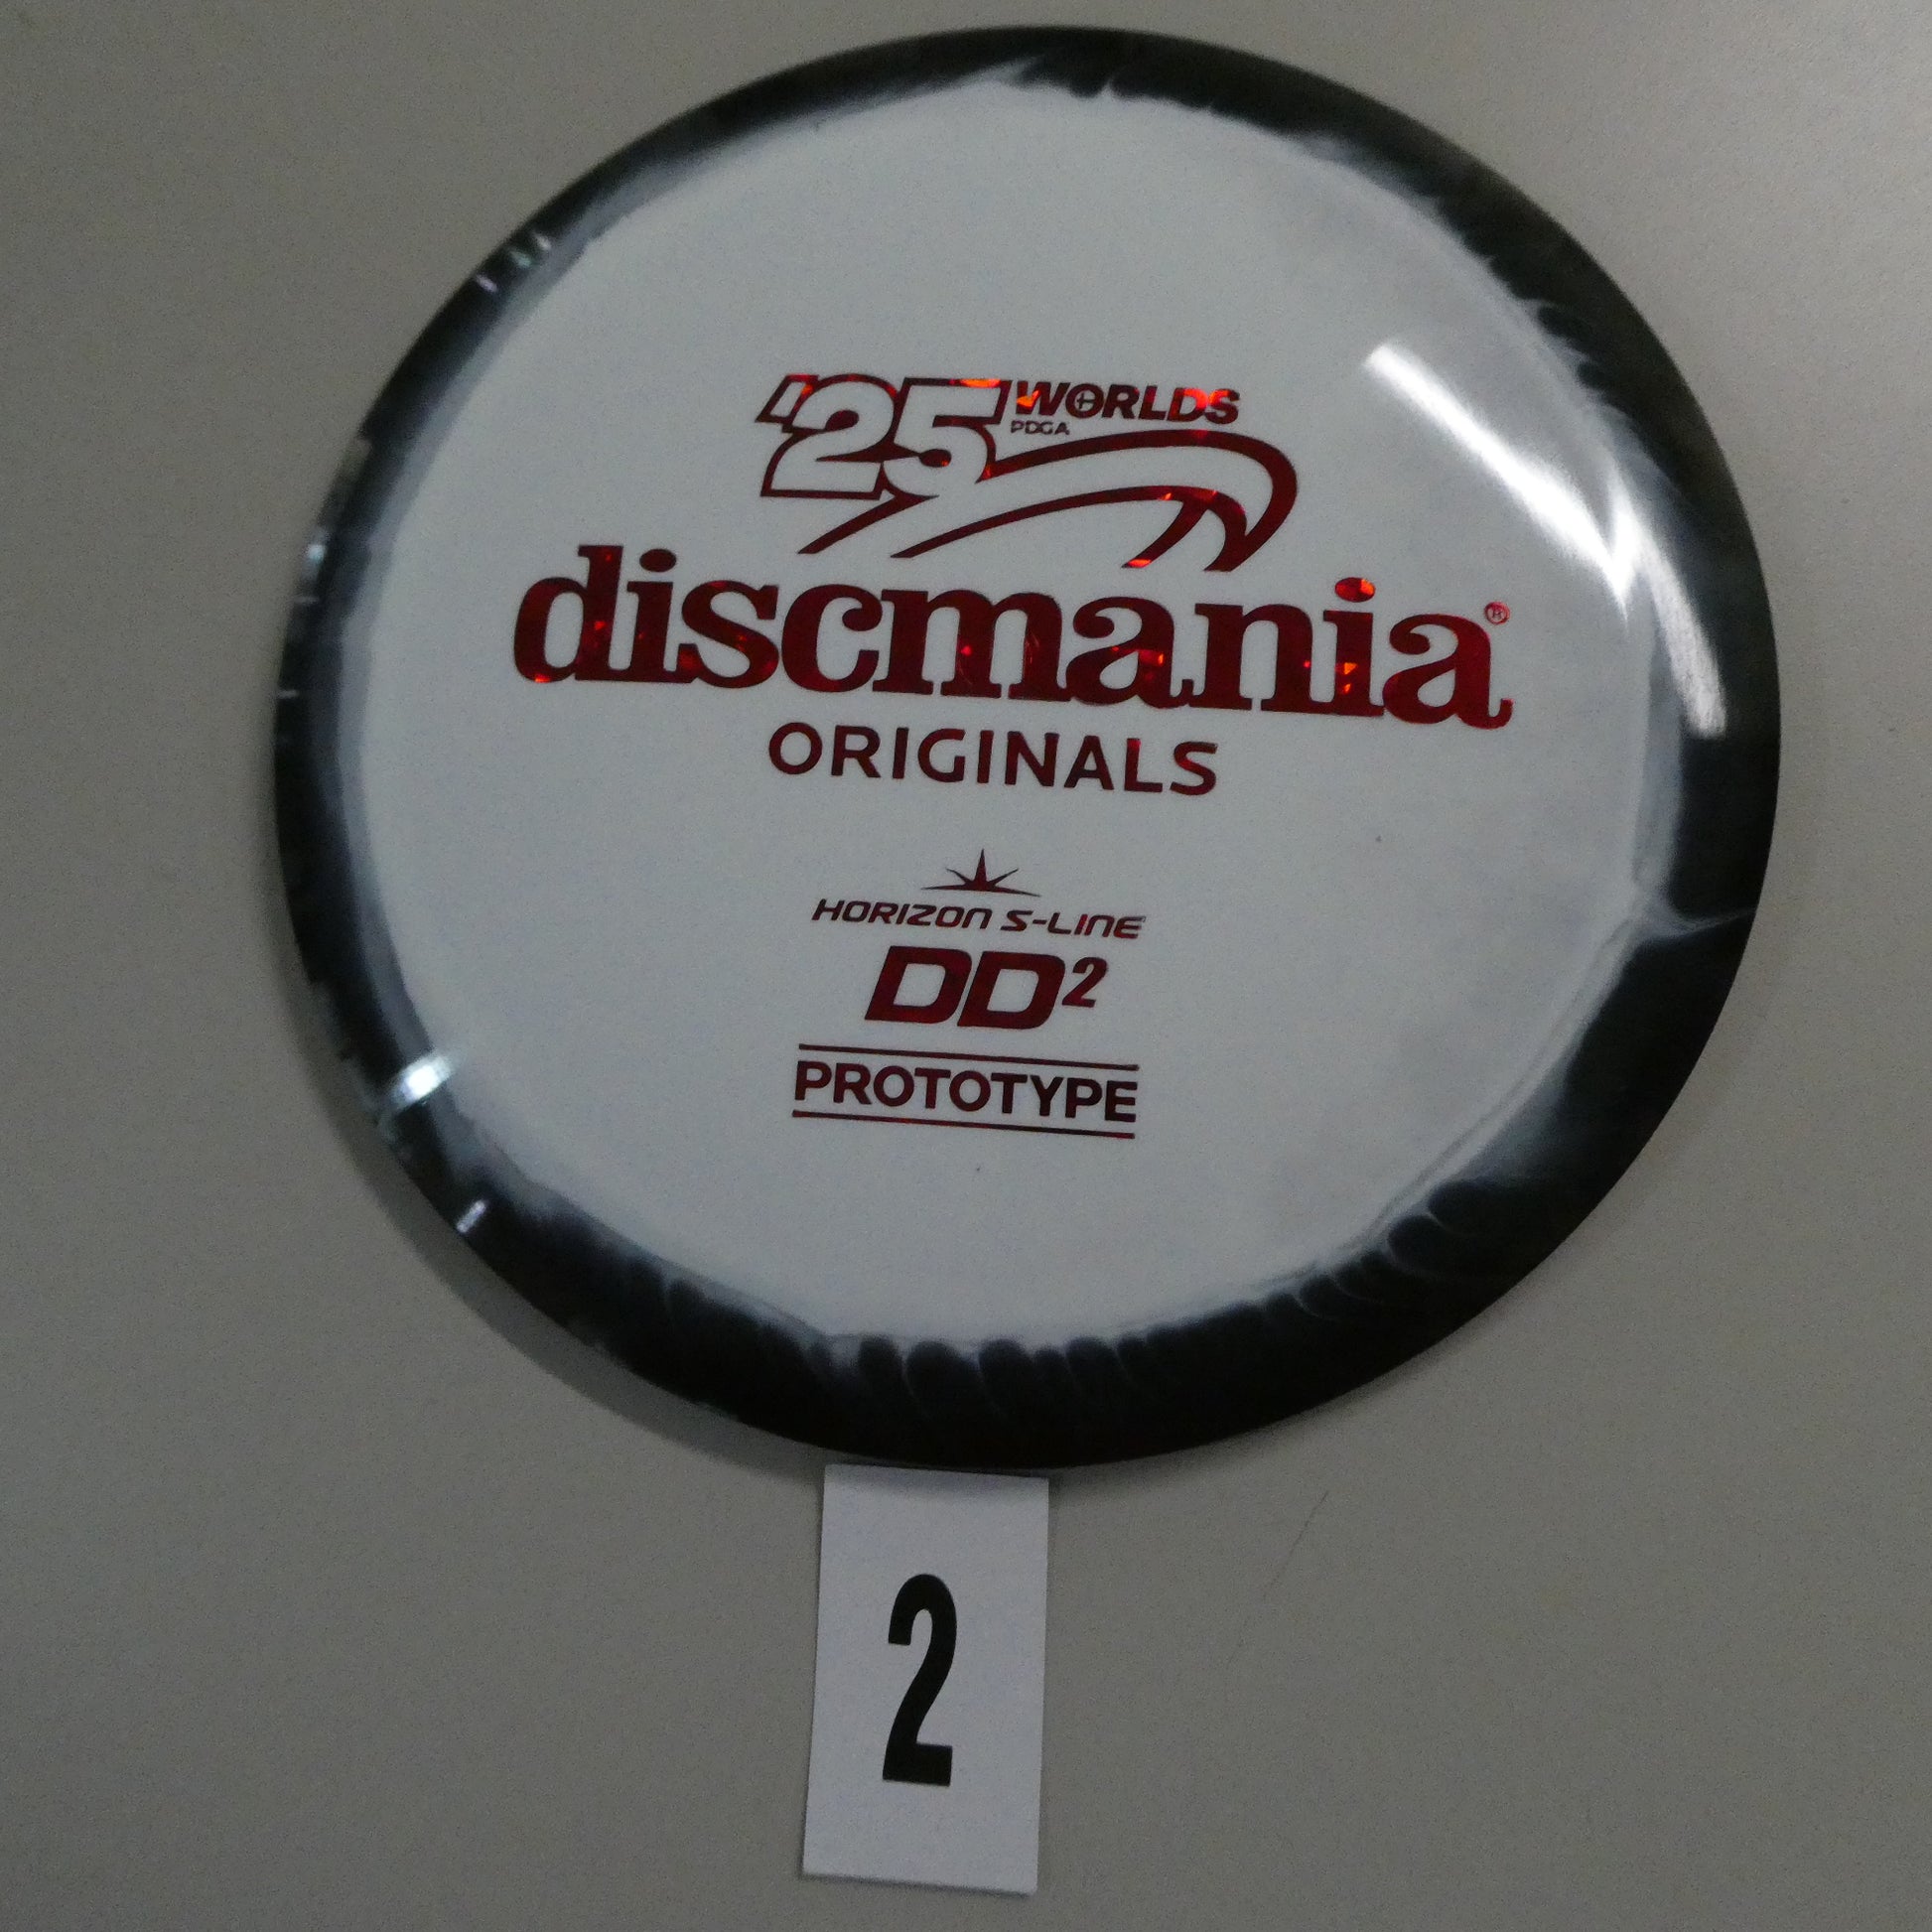 '25 WORLDS
PDGA
discmania®
ORIGINALS
HORIZON S-LINE
DD²
PROTOTYPE
2